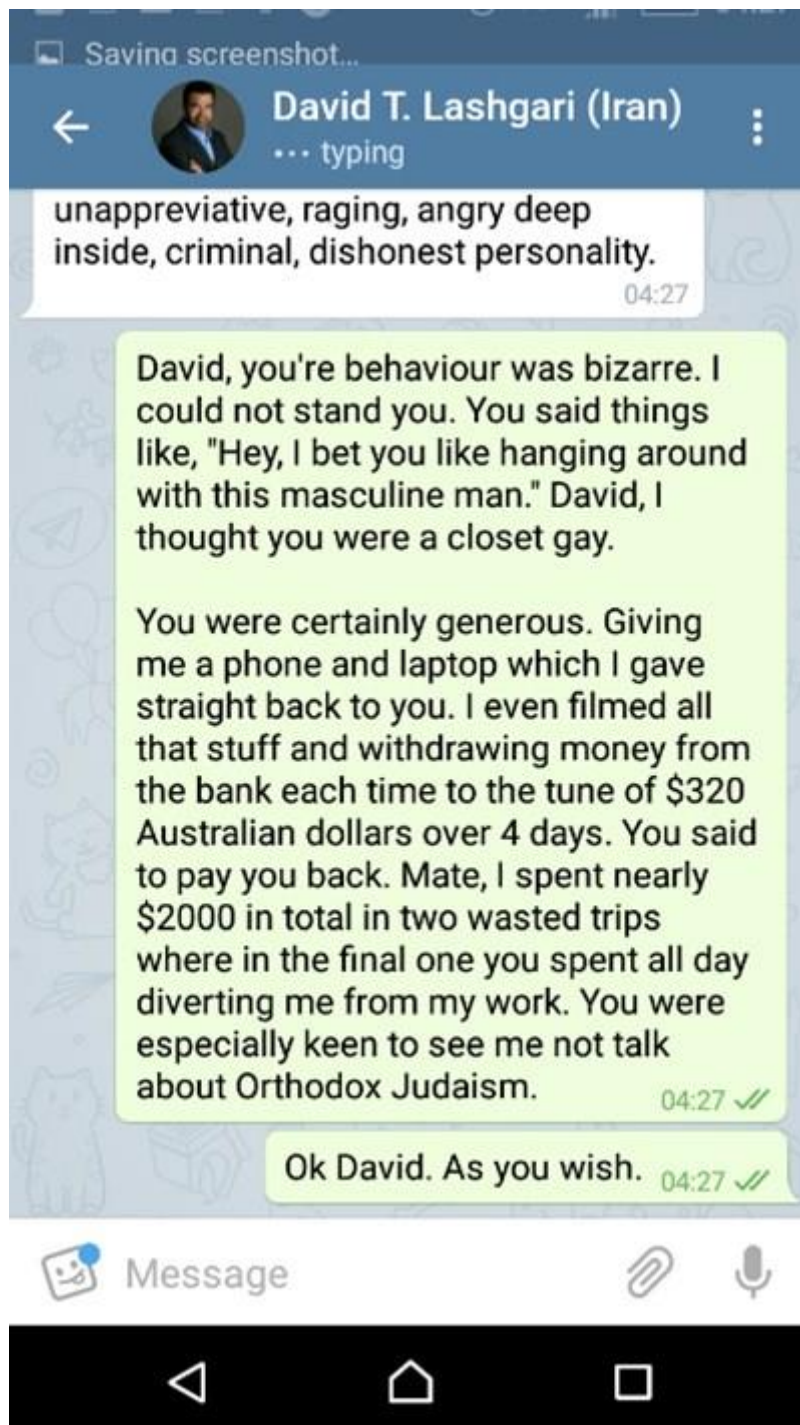 Saving screenshot...
David T. Lashgari (Iran)
... typing
unappreviative, raging, angry deep
inside, criminal, dishonest personality.
04:27
David, you're behaviour was bizarre. I
could not stand you. You said things
like, "Hey, I bet you like hanging around
with this masculine man." David, I
thought you were a closet gay.
You were certainly generous. Giving
me a phone and laptop which I gave
straight back to you. I even filmed all
that stuff and withdrawing money from
the bank each time to the tune of $320
Australian dollars over 4 days. You said
to pay you back. Mate, I spent nearly
$2000 in total in two wasted trips
where in the final one you spent all day
diverting me from my work. You were
especially keen to see me not talk
about Orthodox Judaism.
04:27
Ok David. As you wish.
04:27
Message